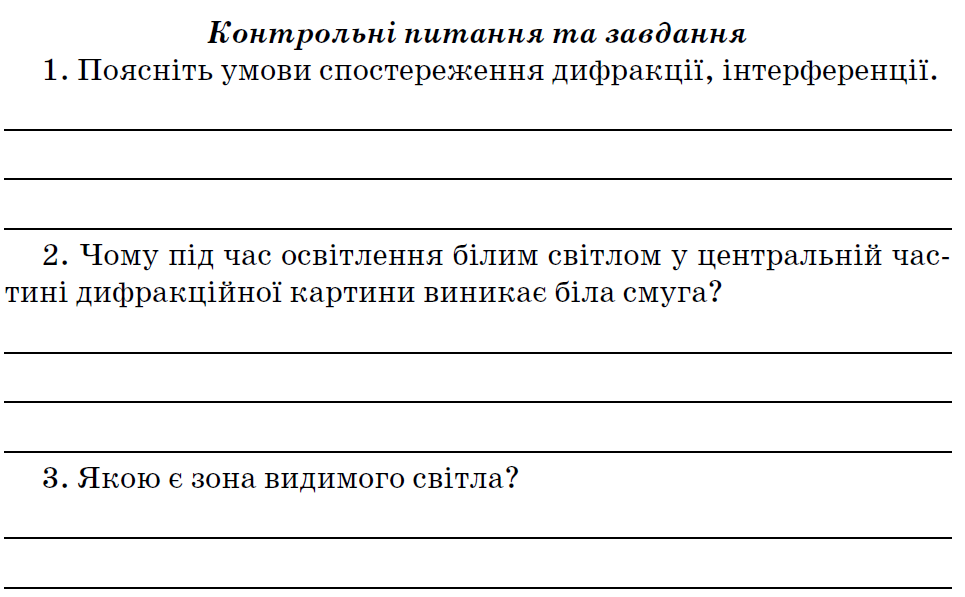 Контрольні питання та завдання
1. Поясніть умови спостереження дифракції, інтерференції.
2. Чому під час освітлення білим світлом у центральній час-
тині дифракційної картини виникає біла смуга?
3. Якою є зона видимого світла?